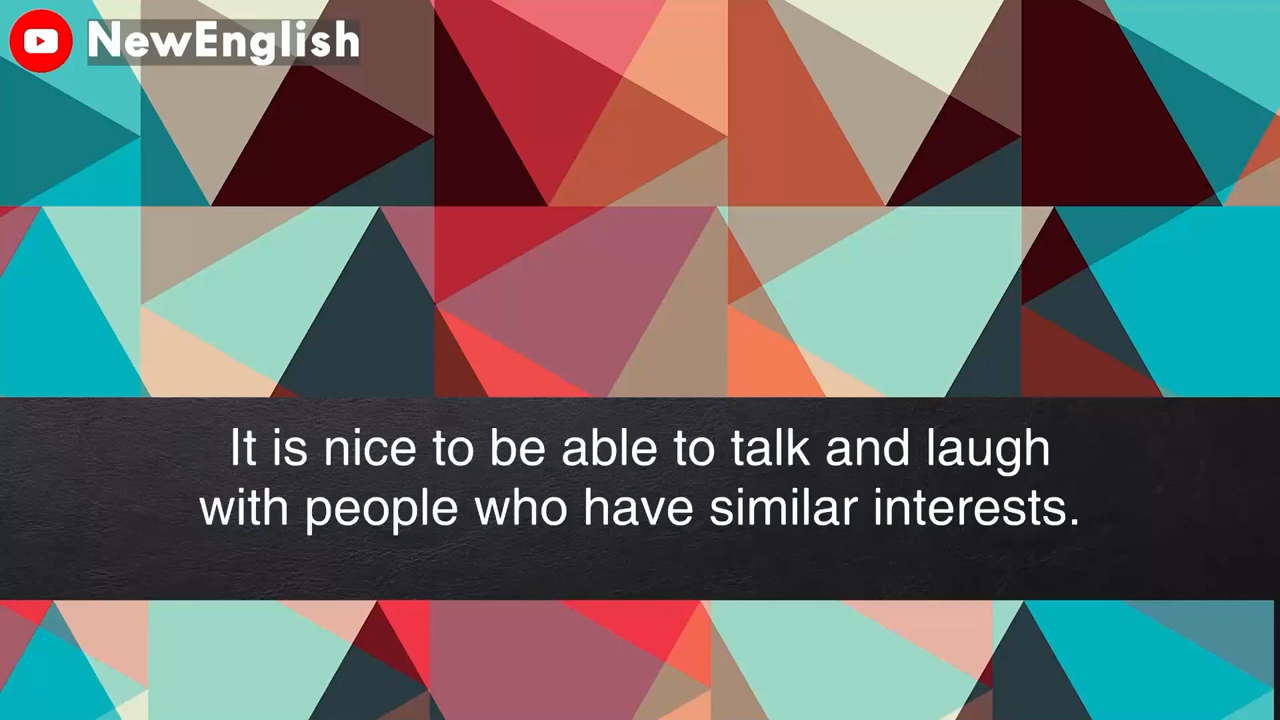 NewEnglish
It is nice to be able to talk and laugh
with people who have similar interests.